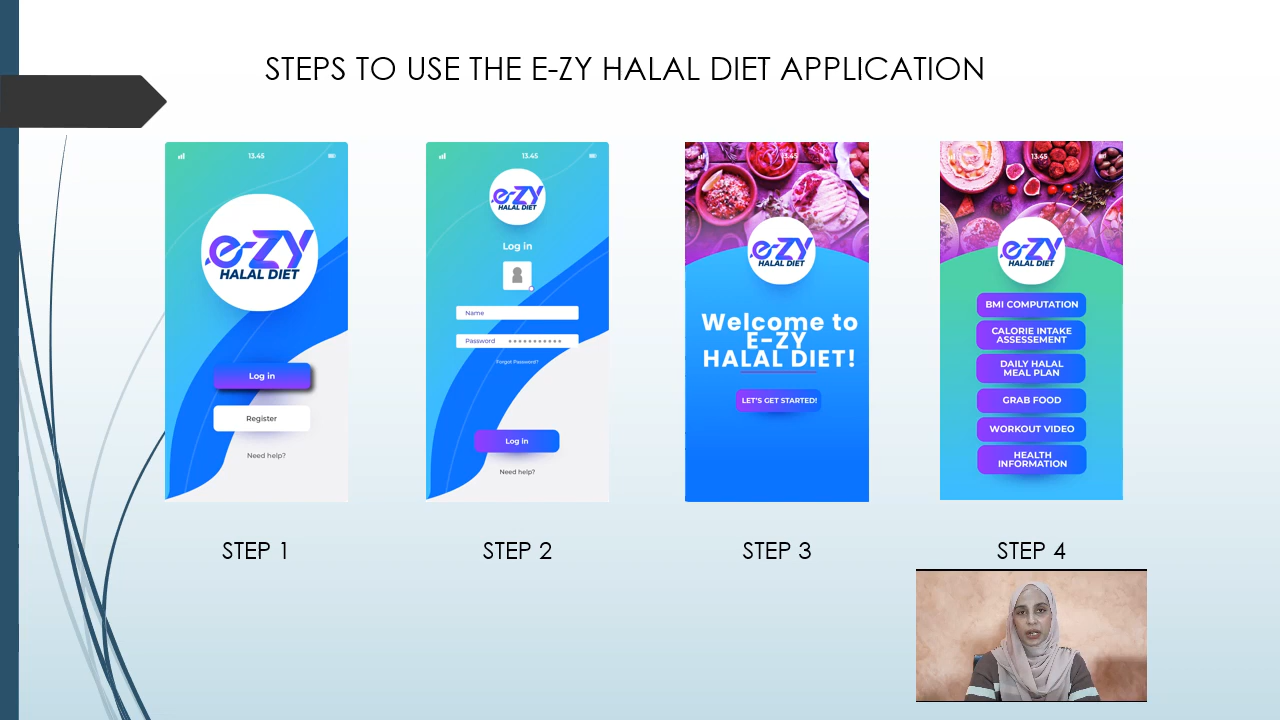 STEPS TO USE THE E-ZY HALAL DIET APPLICATION
13.45
e-ZY
HALAL DIET
Log in
Register
Need help?
STEP 1
13.45
e-ZY
HALAL DIET
Log in
Name
Password ●●●●●●●●●●●
Forgot Password?
Log in
Need help?
STEP 2
13.45
e-ZY
HALAL DIET
Welcome to
E-ZY
HALAL DIET!
LET'S GET STARTED!
STEP 3
13.45
e-ZY
HALAL DIET
BMI COMPUTATION
CALORIE INTAKE
ASSESSEMENT
DAILY HALAL
MEAL PLAN
GRAB FOOD
WORKOUT VIDEO
HEALTH
INFORMATION
STEP 4